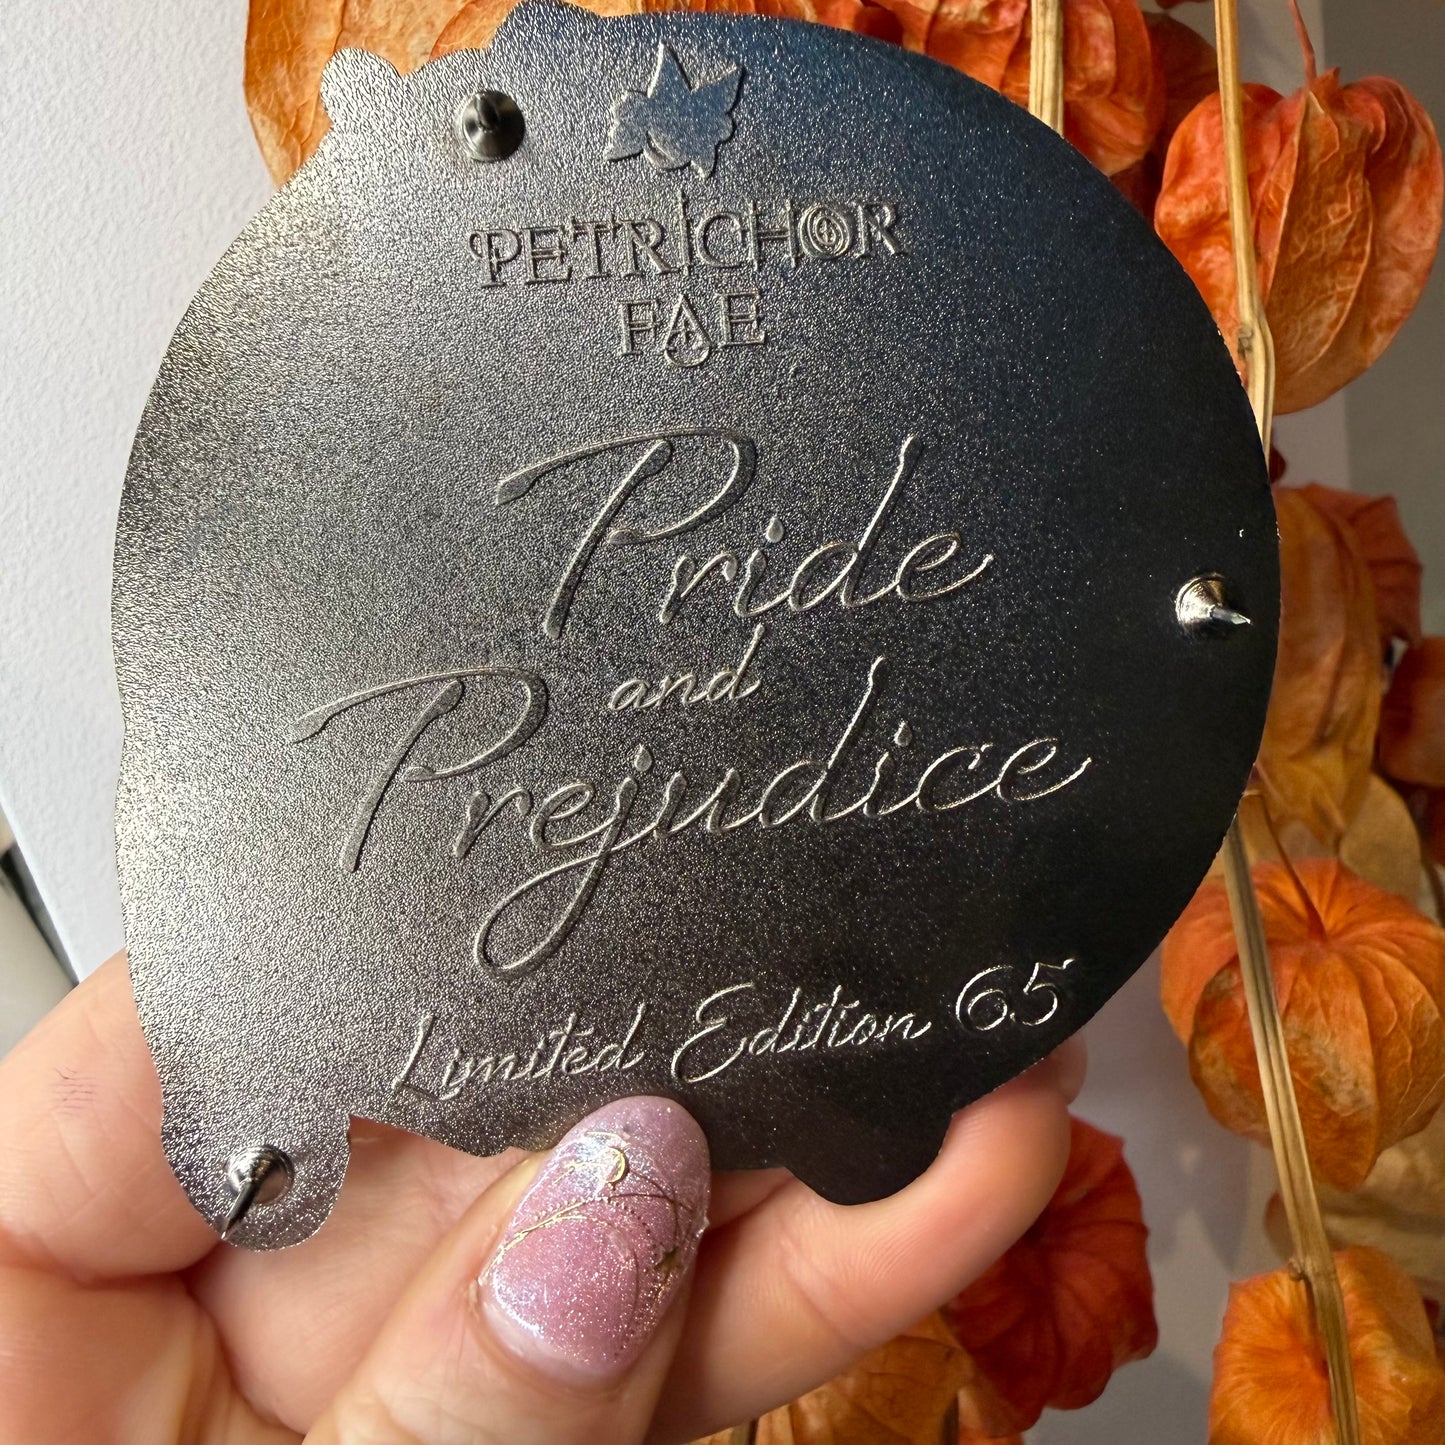 PETRICHOR
FAE
Pride
and
Prejudice
Limited Edition 65